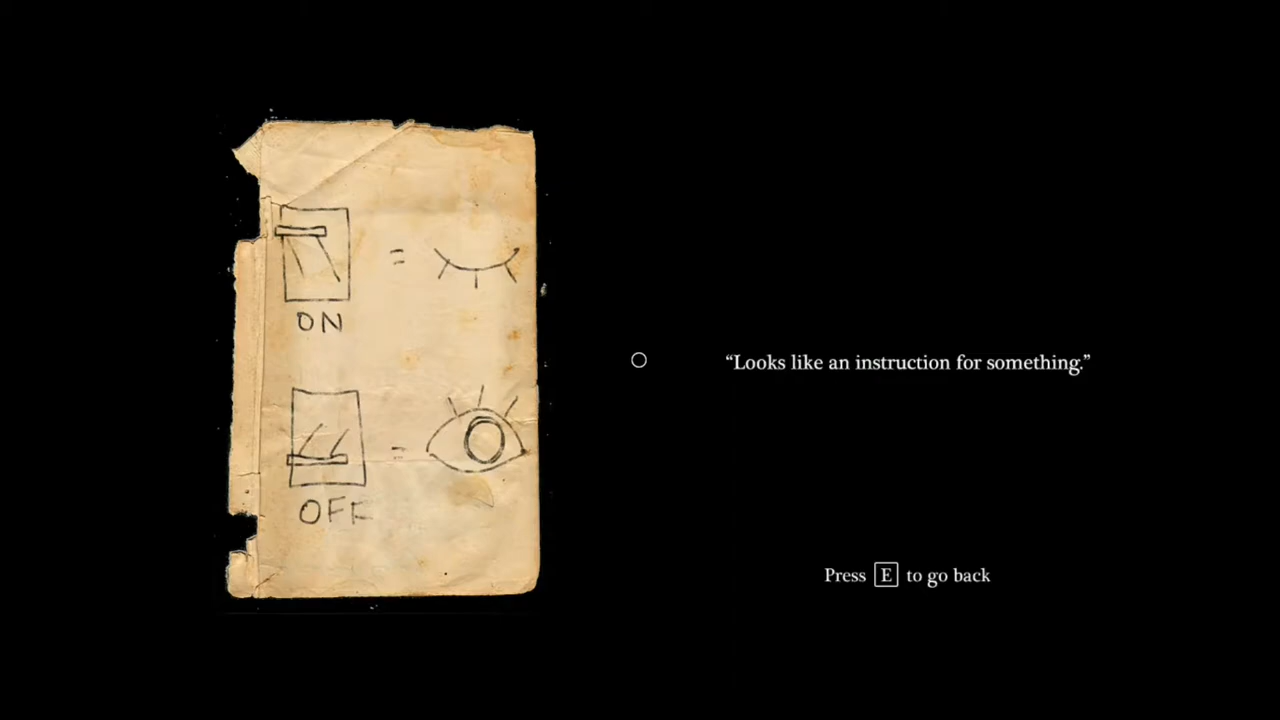 =
ON
=
OFF
“Looks like an instruction for something.”
Press E to go back